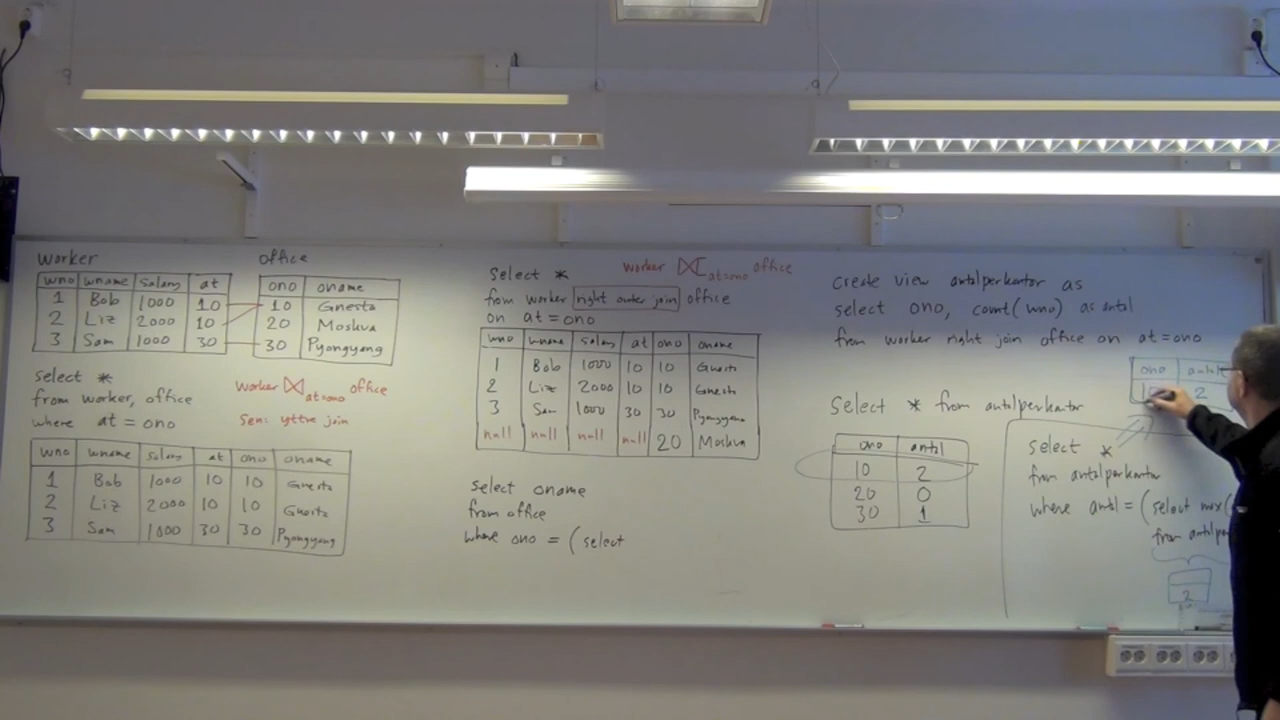 Worker
wno wname salary at
1 Bob 1000 10
2 Liz 2000 10
3 Sam 1000 30
office
ono oname
10 Gnesta
20 Moskva
30 Pyongyang
select *
from worker, office
where at = ono
worker ⋈ at=ono office
Sen: yttre join
wno wname salary at ono oname
1 Bob 1000 10 10 Gnesta
2 Liz 2000 10 10 Gnesta
3 Sam 1000 30 30 Pyongyang
select *
from worker right outer join office
on at = ono
worker ⋈ at=ono office
wno wname salary at ono oname
1 Bob 1000 10 10 Gnesta
2 Liz 2000 10 10 Gnesta
3 Sam 1000 30 30 Pyongyang
null null null null 20 Moskva
select oname
from office
where ono = ( select
create view antalperkontor as
select ono, count(wno) as antal
from worker right join office on at = ono
Select * from antalperkontor
ono antal
10 2
20 0
30 1
ono antal
10 2
select *
from antalperkontor
where antal = (select max(
from antalper
2